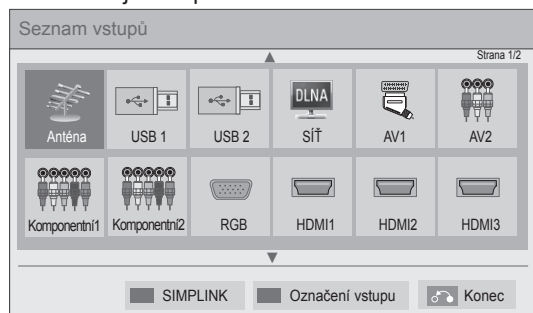 Seznam vstupů
Strana 1/2
DLNA
Anténa USB 1 USB 2 SÍŤ AV1 AV2
Komponentní1 Komponentní2 RGB HDMI1 HDMI2 HDMI3
SIMPLINK Označení vstupu Konec